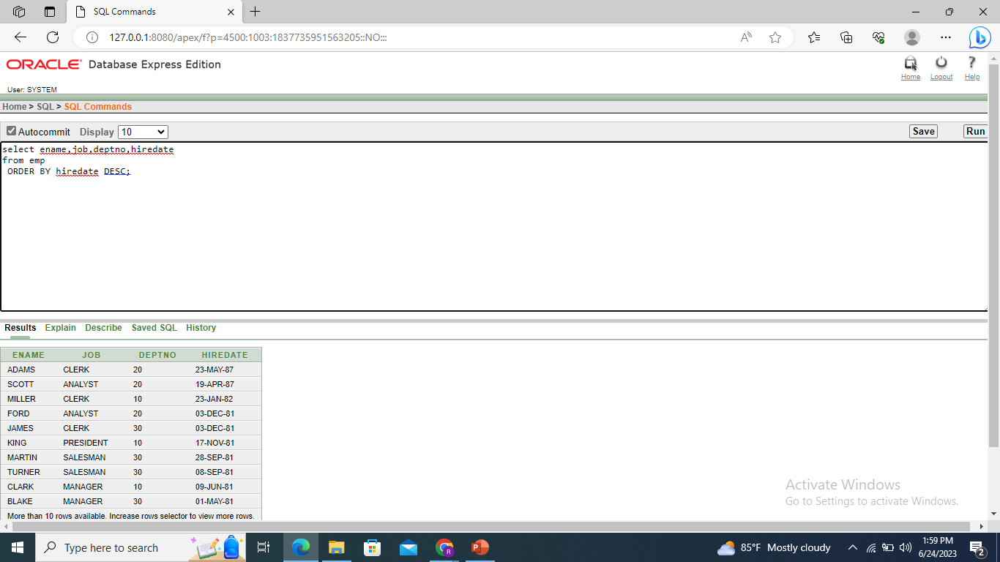 SQL Commands
127.0.0.1:8080/apex/f?p=4500:1003:1837735951563205::NO:::
ORACLE Database Express Edition
Home Logout Help
User: SYSTEM
Home > SQL > SQL Commands
Autocommit Display 10 Save Run
select ename,job,deptno,hiredate
from emp
ORDER BY hiredate DESC;
Results Explain Describe Saved SQL History
ENAME JOB DEPTNO HIREDATE
ADAMS CLERK 20 23-MAY-87
SCOTT ANALYST 20 19-APR-87
MILLER CLERK 10 23-JAN-82
FORD ANALYST 20 03-DEC-81
JAMES CLERK 30 03-DEC-81
KING PRESIDENT 10 17-NOV-81
MARTIN SALESMAN 30 28-SEP-81
TURNER SALESMAN 30 08-SEP-81
CLARK MANAGER 10 09-JUN-81
BLAKE MANAGER 30 01-MAY-81
More than 10 rows available. Increase rows selector to view more rows.
Activate Windows
Go to Settings to activate Windows.
Type here to search
85°F Mostly cloudy
1:59 PM
6/24/2023
2